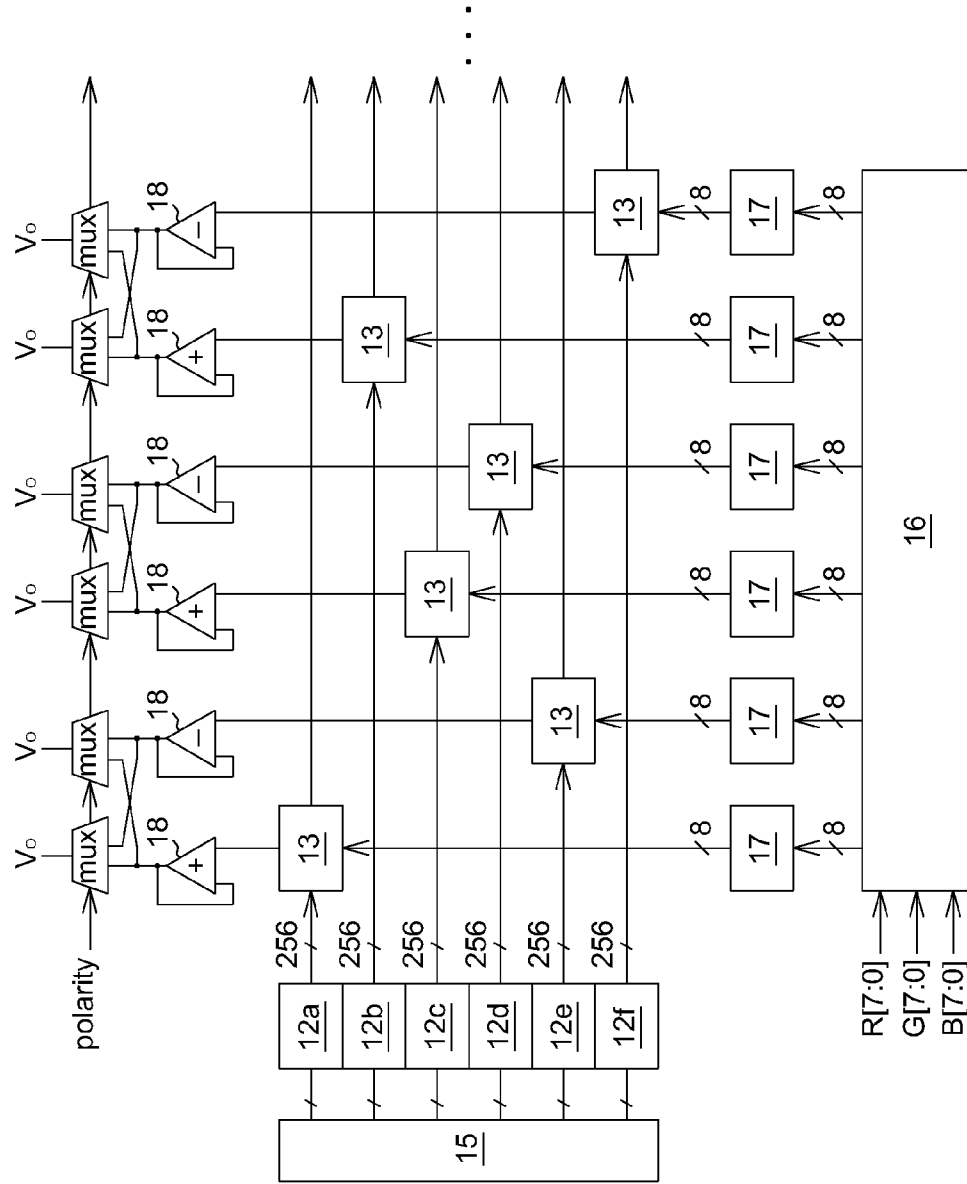 Vo Vo Vo Vo Vo Vo
polarity mux mux mux mux mux mux
18 18 18 18 18 18
+ − + − + −
15
12a 256
12b 256
12c 256
12d 256
12e 256
12f 256
13
13
13
13
13
13
8 8 8 8 8 8
17 17 17 17 17 17
8 8 8 8 8 8
R[7:0]
G[7:0]
B[7:0]
16